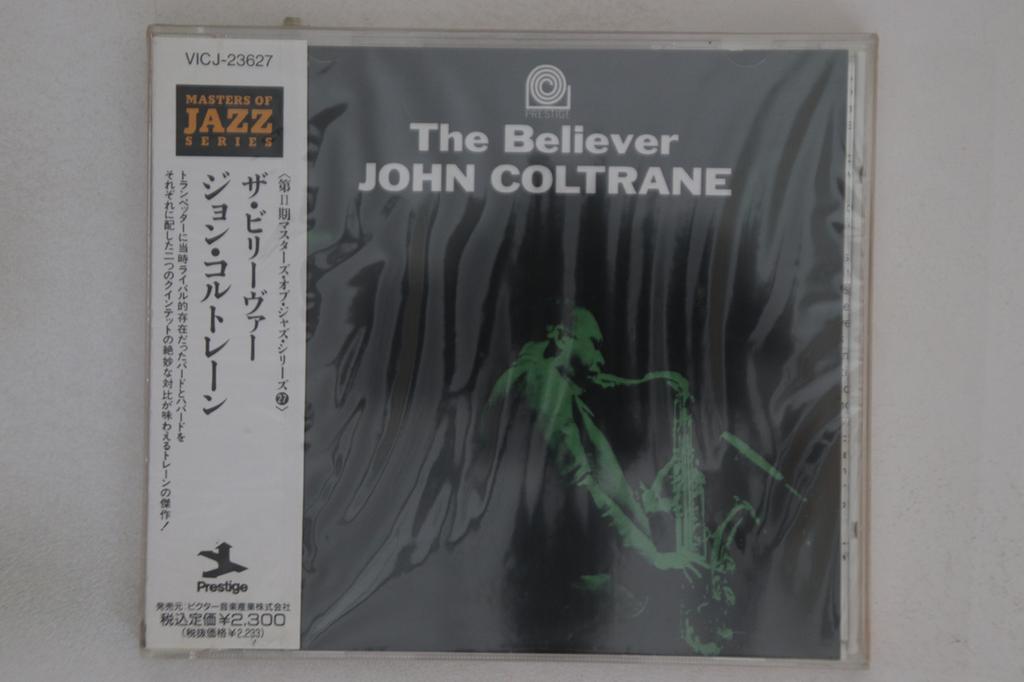 VICJ-23627
MASTERS OF
JAZZ
SERIES
〈第II期マスターズ・オブ・ジャズ・シリーズ㉗〉
ザ・ビリーヴァー
ジョン・コルトレーン
トランペッターに当時ライバル的存在だったバードとハバードを
それぞれに配した二つのクインテットの絶妙な対比が味わえるトレーンの傑作!
Prestige
発売元:ビクター音楽産業株式会社
税込定価¥2,300
(税抜価格¥2,233)
PRESTIGE
The Believer
JOHN COLTRANE